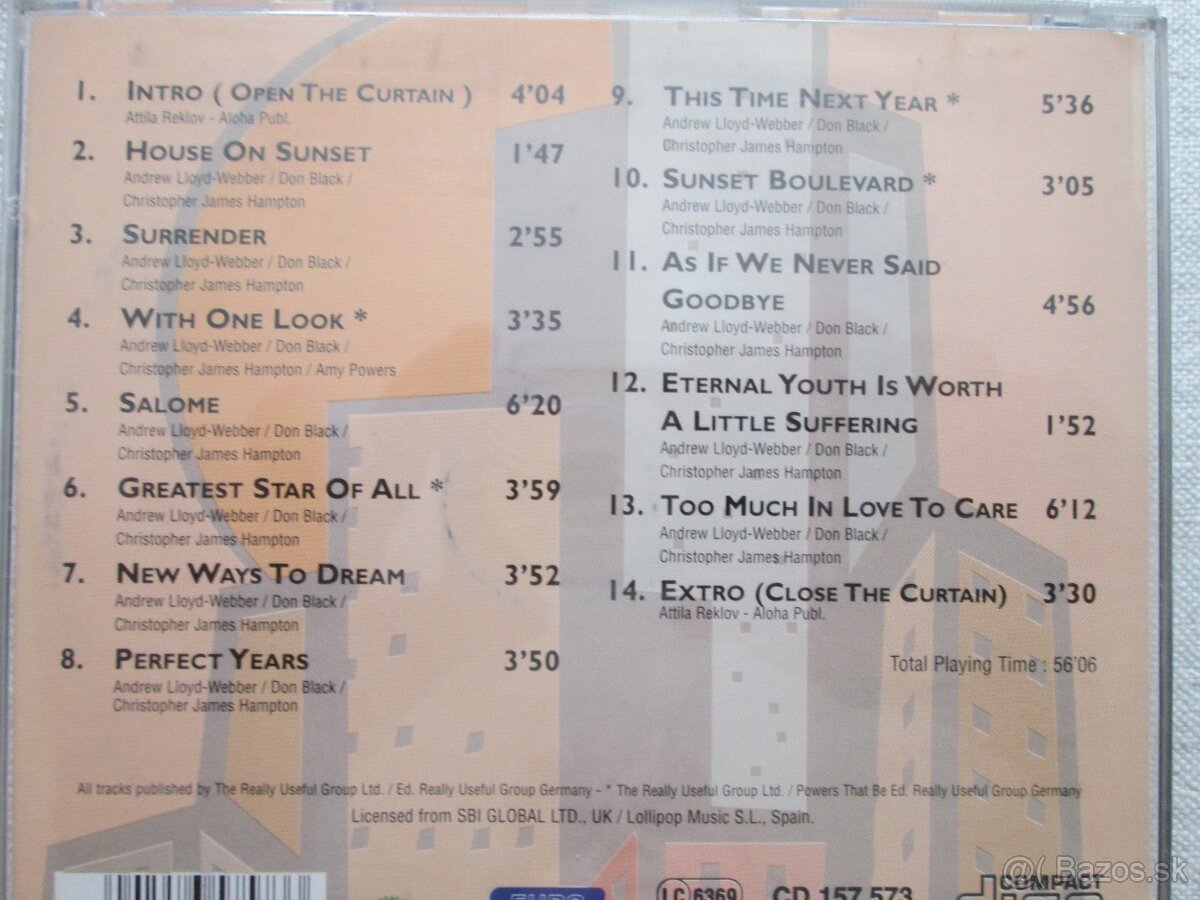 1. INTRO ( OPEN THE CURTAIN ) 4'04
Attila Reklov - Aloha Publ.
2. HOUSE ON SUNSET 1'47
Andrew Lloyd-Webber / Don Black /
Christopher James Hampton
3. SURRENDER 2'55
Andrew Lloyd-Webber / Don Black /
Christopher James Hampton
4. WITH ONE LOOK * 3'35
Andrew Lloyd-Webber / Don Black /
Christopher James Hampton / Amy Powers
5. SALOME 6'20
Andrew Lloyd-Webber / Don Black /
Christopher James Hampton
6. GREATEST STAR OF ALL * 3'59
Andrew Lloyd-Webber / Don Black /
Christopher James Hampton
7. NEW WAYS TO DREAM 3'52
Andrew Lloyd-Webber / Don Black /
Christopher James Hampton
8. PERFECT YEARS 3'50
Andrew Lloyd-Webber / Don Black /
Christopher James Hampton
9. THIS TIME NEXT YEAR * 5'36
Andrew Lloyd-Webber / Don Black /
Christopher James Hampton
10. SUNSET BOULEVARD * 3'05
Andrew Lloyd-Webber / Don Black /
Christopher James Hampton
11. AS IF WE NEVER SAID
GOODBYE 4'56
Andrew Lloyd-Webber / Don Black /
Christopher James Hampton
12. ETERNAL YOUTH IS WORTH
A LITTLE SUFFERING 1'52
Andrew Lloyd-Webber / Don Black /
Christopher James Hampton
13. TOO MUCH IN LOVE TO CARE 6'12
Andrew Lloyd-Webber / Don Black /
Christopher James Hampton
14. EXTRO (CLOSE THE CURTAIN) 3'30
Attila Reklov - Aloha Publ.
Total Playing Time : 56'06
All tracks published by The Really Useful Group Ltd. / Ed. Really Useful Group Germany - * The Really Useful Group Ltd. / Powers That Be Ed. Really Useful Group Germany
Licensed from SBI GLOBAL LTD., UK / Lollipop Music S.L., Spain.
EURO LC 6369 CD 157.573 COMPACT
disc
Bazos.sk